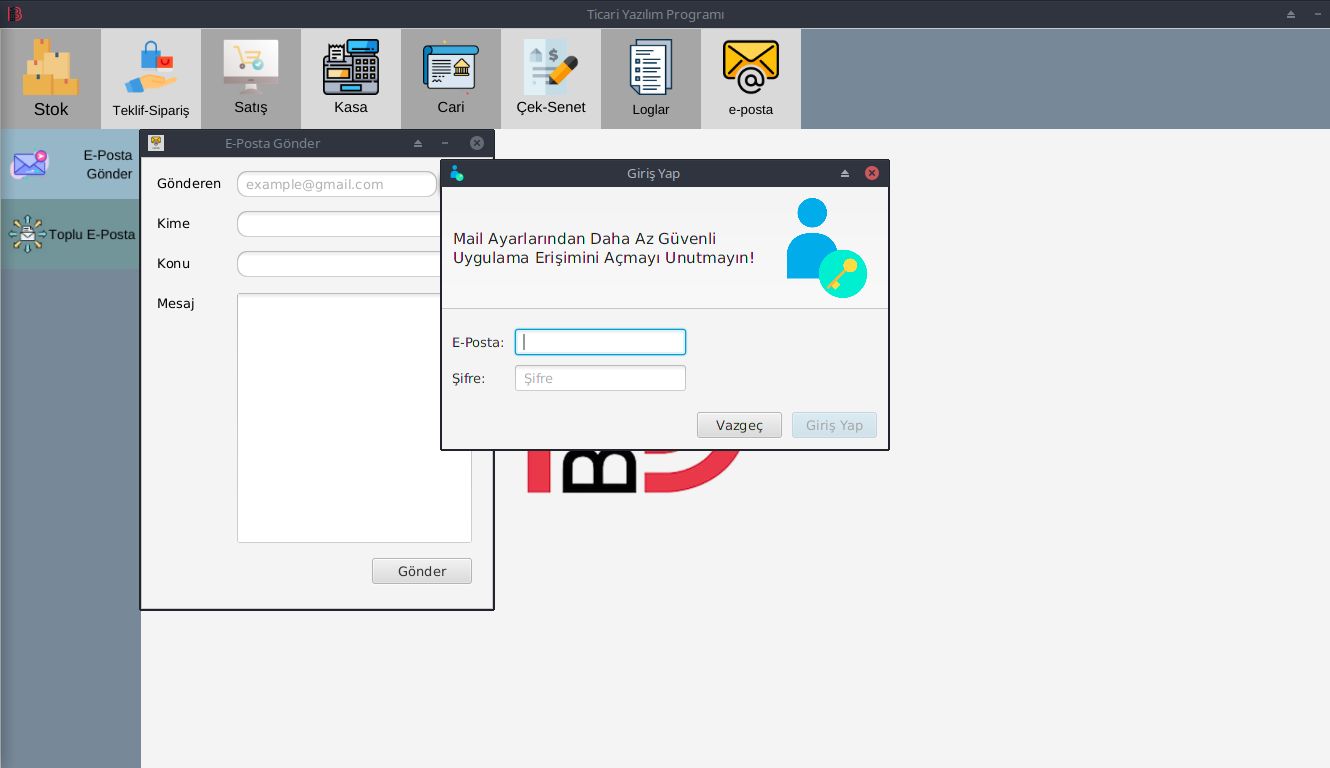 Ticari Yazılım Programı
Stok
Teklif-Sipariş
Satış
Kasa
Cari
Çek-Senet
Loglar
e-posta
E-Posta
Gönder
Toplu E-Posta
E-Posta Gönder
Gönderen
example@gmail.com
Kime
Konu
Mesaj
Gönder
Giriş Yap
Mail Ayarlarından Daha Az Güvenli
Uygulama Erişimini Açmayı Unutmayın!
E-Posta:
Şifre:
Şifre
Vazgeç
Giriş Yap
B